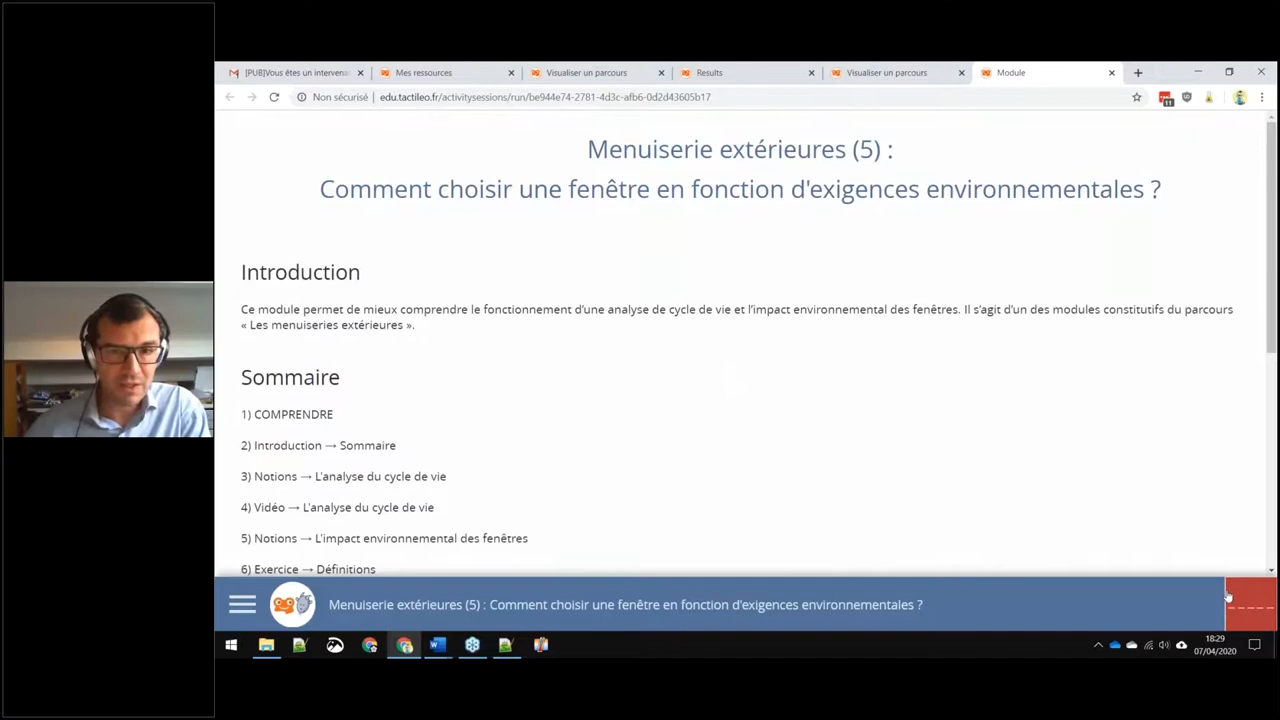 [PUB]Vous êtes un intervenan
Mes ressources
Visualiser un parcours
Results
Visualiser un parcours
Module
Non sécurisé
edu.tactileo.fr/activitysessions/run/be944e74-2781-4d3c-afb6-0d2d43605b17
11
Menuiserie extérieures (5) :
Comment choisir une fenêtre en fonction d'exigences environnementales ?
Introduction
Ce module permet de mieux comprendre le fonctionnement d'une analyse de cycle de vie et l'impact environnemental des fenêtres. Il s'agit d'un des modules constitutifs du parcours
« Les menuiseries extérieures ».
Sommaire
1) COMPRENDRE
2) Introduction → Sommaire
3) Notions → L'analyse du cycle de vie
4) Vidéo → L'analyse du cycle de vie
5) Notions → L'impact environnemental des fenêtres
6) Exercice → Définitions
Menuiserie extérieures (5) : Comment choisir une fenêtre en fonction d'exigences environnementales ?
18:29
07/04/2020